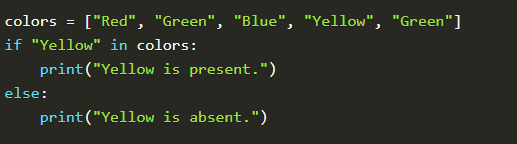 colors = ["Red", "Green", "Blue", "Yellow", "Green"]
if "Yellow" in colors:
    print("Yellow is present.")
else:
    print("Yellow is absent.")